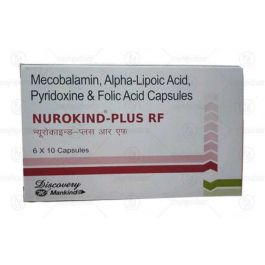 Mecobalamin, Alpha-Lipoic Acid,
Pyridoxine & Folic Acid Capsules
NUROKIND-PLUS RF
न्यूरोकाइन्ड-प्लस आर एफ
6 X 10 Capsules
Discovery
Mankind